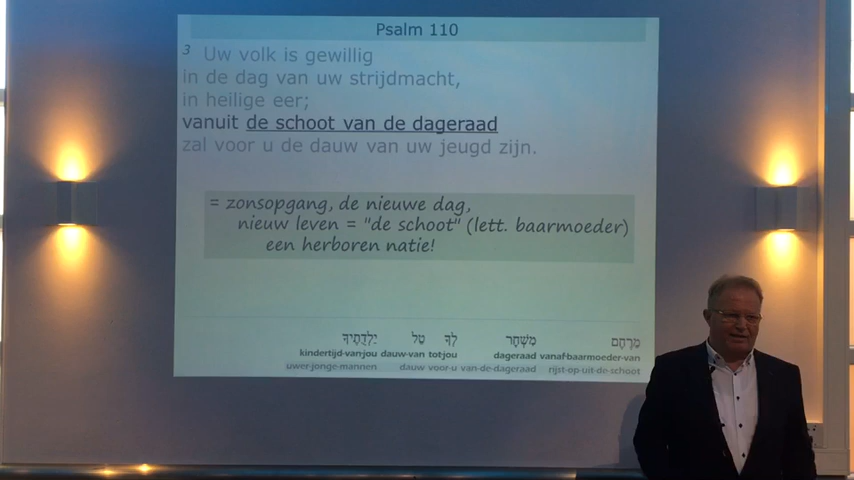 Psalm 110
3 Uw volk is gewillig
in de dag van uw strijdmacht,
in heilige eer;
vanuit de schoot van de dageraad
zal voor u de dauw van uw jeugd zijn.
= zonsopgang, de nieuwe dag,
nieuw leven = "de schoot" (lett. baarmoeder)
een herboren natie!
מֵרֶחֶם מִשְׁחָר לְךָ טַל יַלְדֻתֶיךָ
kindertijd-van-jou dauw-van tot-jou dageraad vanaf-baarmoeder-van
uwer-jonge-mannen dauw voor-u van-de-dageraad rijst-op-uit-de-schoot